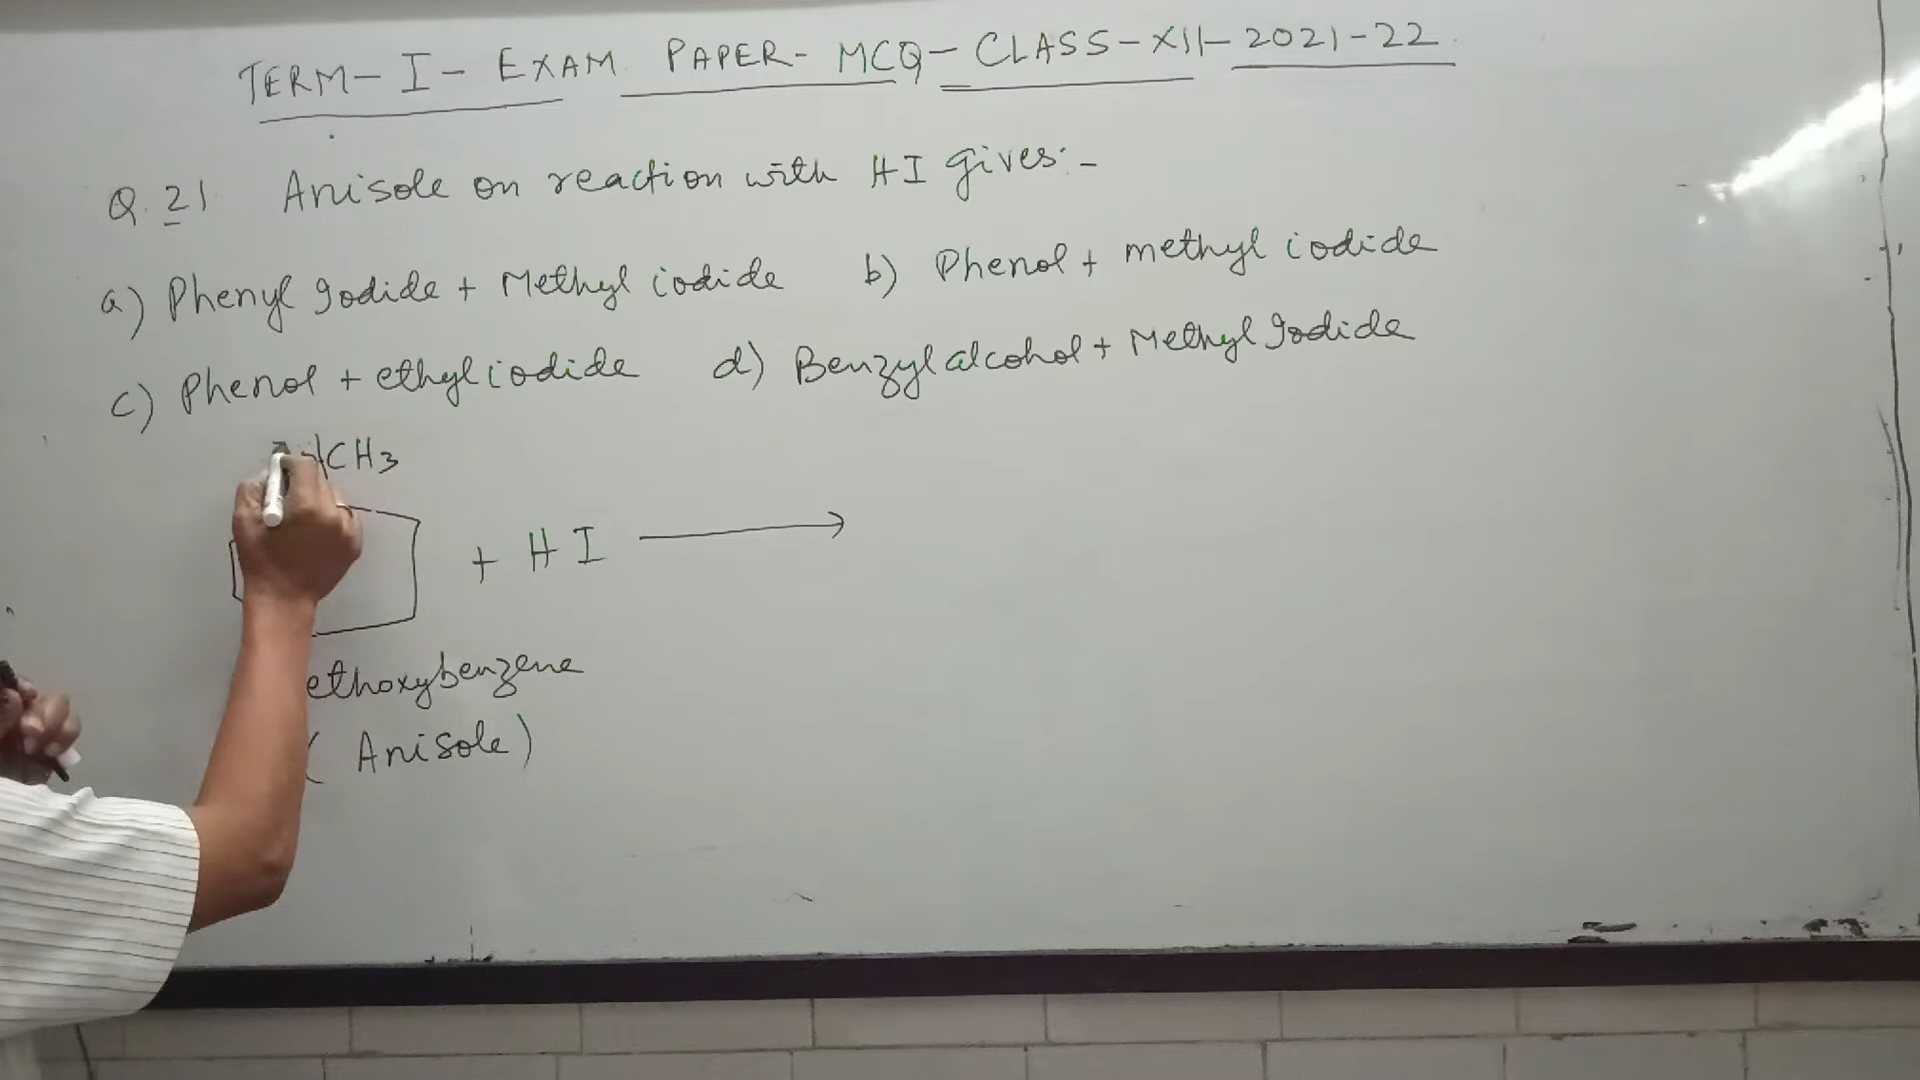 TERM-I-EXAM PAPER-MCQ-CLASS-XII-2021-22
Q.21 Anisole on reaction with HI gives:-
a) Phenyl Iodide + Methyl iodide b) Phenol + methyl iodide
c) Phenol + ethyl iodide d) Benzyl alcohol + Methyl Iodide
CH3
+ HI ⟶
ethoxybenzene
( Anisole )